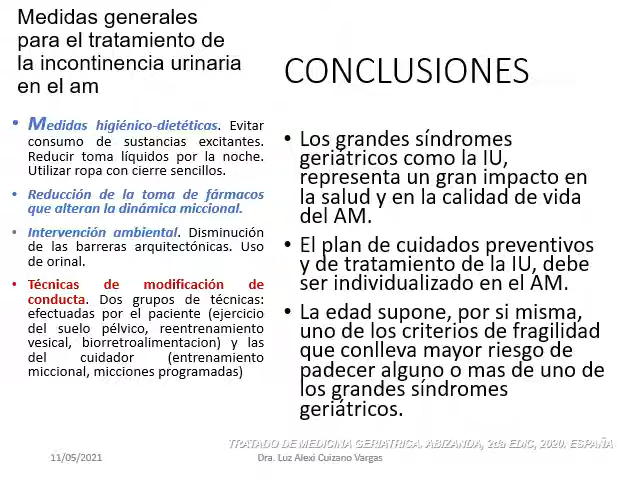 Medidas generales
para el tratamiento de
la incontinencia urinaria
en el am
• Medidas higiénico-dietéticas. Evitar
consumo de sustancias excitantes.
Reducir toma líquidos por la noche.
Utilizar ropa con cierre sencillos.
• Reducción de la toma de fármacos
que alteran la dinámica miccional.
• Intervención ambiental. Disminución
de las barreras arquitectónicas. Uso
de orinal.
• Técnicas de modificación de
conducta. Dos grupos de técnicas:
efectuadas por el paciente (ejercicio
del suelo pélvico, reentrenamiento
vesical, biorretroalimentacion) y las
del cuidador (entrenamiento
miccional, micciones programadas)
CONCLUSIONES
• Los grandes síndromes
geriátricos como la IU,
representa un gran impacto en
la salud y en la calidad de vida
del AM.
• El plan de cuidados preventivos
y de tratamiento de la IU, debe
ser individualizado en el AM.
• La edad supone, por si misma,
uno de los criterios de fragilidad
que conlleva mayor riesgo de
padecer alguno o mas de uno de
los grandes síndromes
geriátricos.
TRATADO DE MEDICINA GERIATRICA. ABIZANDA, 2da EDIC, 2020. ESPAÑA
11/05/2021
Dra. Luz Alexi Cuizano Vargas